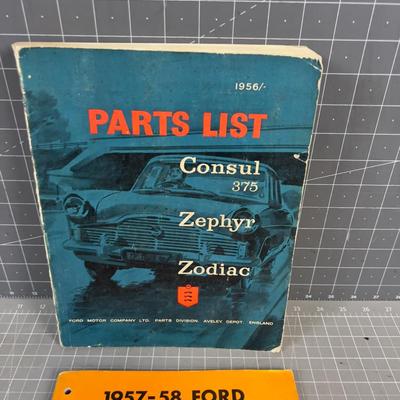 1956/-
PARTS LIST
Consul
375
Zephyr
Zodiac
FORD MOTOR COMPANY LTD. PARTS DIVISION, AVELEY DEPOT, ENGLAND
1957-58 FORD